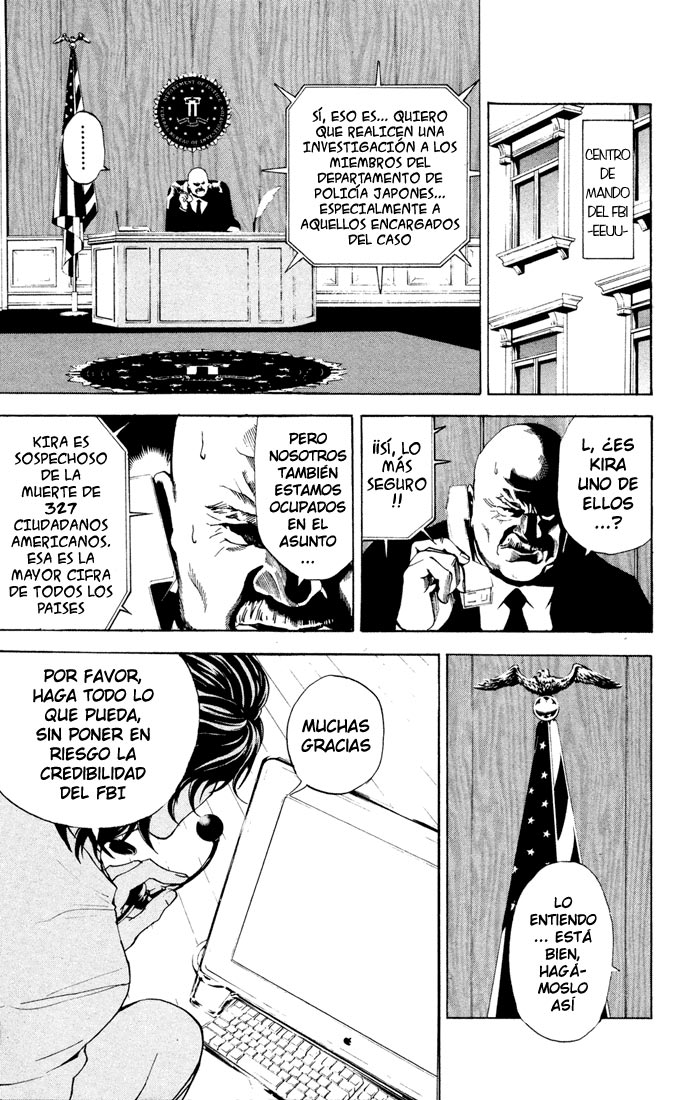 CENTRO
DE
MANDO
DEL FBI
-EEUU-
SÍ, ESO ES... QUIERO
QUE REALICEN UNA
INVESTIGACIÓN A LOS
MIEMBROS DEL
DEPARTAMENTO DE
POLICÍA JAPONES...
ESPECIALMENTE A
AQUELLOS ENCARGADOS
DEL CASO
........
L, ¿ES
KIRA
UNO DE
ELLOS
...?
¡¡SÍ, LO
MÁS
SEGURO
!!
PERO
NOSOTROS
TAMBIÉN
ESTAMOS
OCUPADOS
EN EL
ASUNTO
...
KIRA ES
SOSPECHOSO
DE LA
MUERTE DE
327
CIUDADANOS
AMERICANOS.
ESA ES LA
MAYOR CIFRA
DE TODOS LOS
PAISES
LO
ENTIENDO
... ESTÁ
BIEN,
HAGÁ-
MOSLO
ASÍ
MUCHAS
GRACIAS
POR FAVOR,
HAGA TODO LO
QUE PUEDA,
SIN PONER EN
RIESGO LA
CREDIBILIDAD
DEL FBI